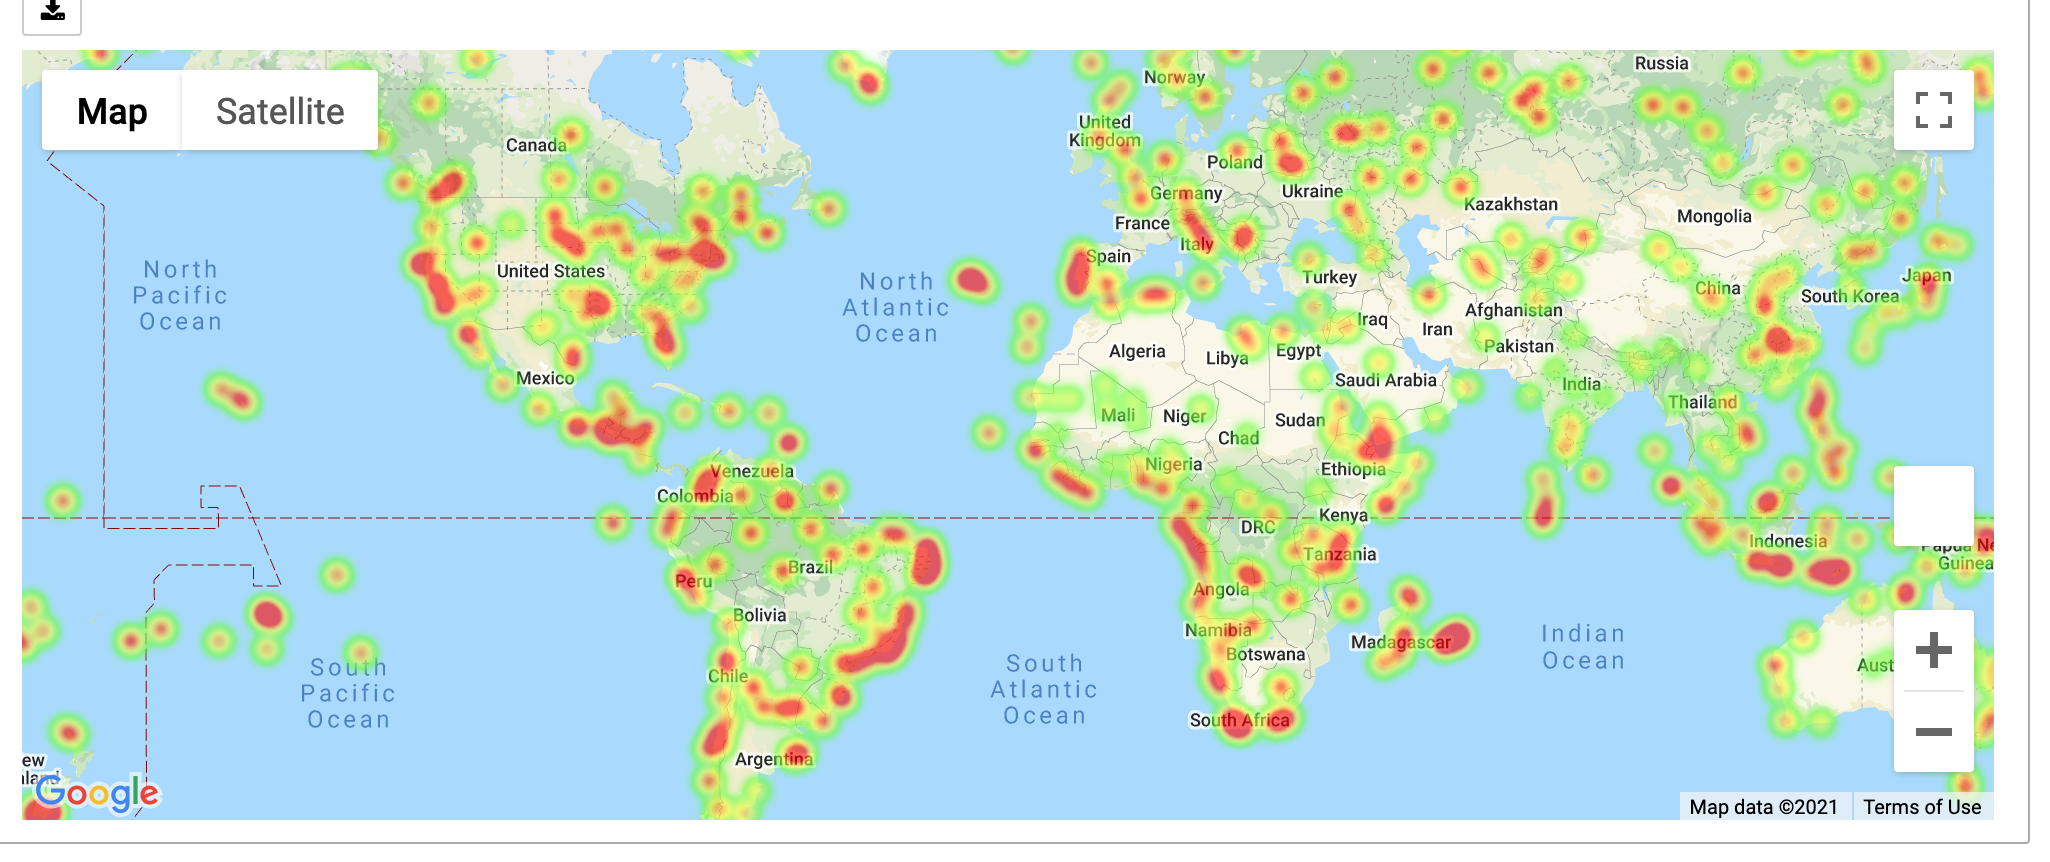 Map
Satellite
Canada
United States
Mexico
North
Pacific
Ocean
North
Atlantic
Ocean
Norway
United
Kingdom
Poland
Germany
Ukraine
France
Italy
Spain
Turkey
Russia
Kazakhstan
Mongolia
China
South Korea
Japan
Afghanistan
Iraq
Iran
Pakistan
India
Thailand
Algeria
Libya
Egypt
Saudi Arabia
Mali
Niger
Chad
Sudan
Nigeria
Ethiopia
DRC
Kenya
Tanzania
Angola
Namibia
Botswana
Madagascar
South Africa
Venezuela
Colombia
Peru
Brazil
Bolivia
Chile
Argentina
South
Pacific
Ocean
South
Atlantic
Ocean
Indian
Ocean
Indonesia
Papua Ne
Guinea
Aust
ew
aland
Google
Map data ©2021
Terms of Use